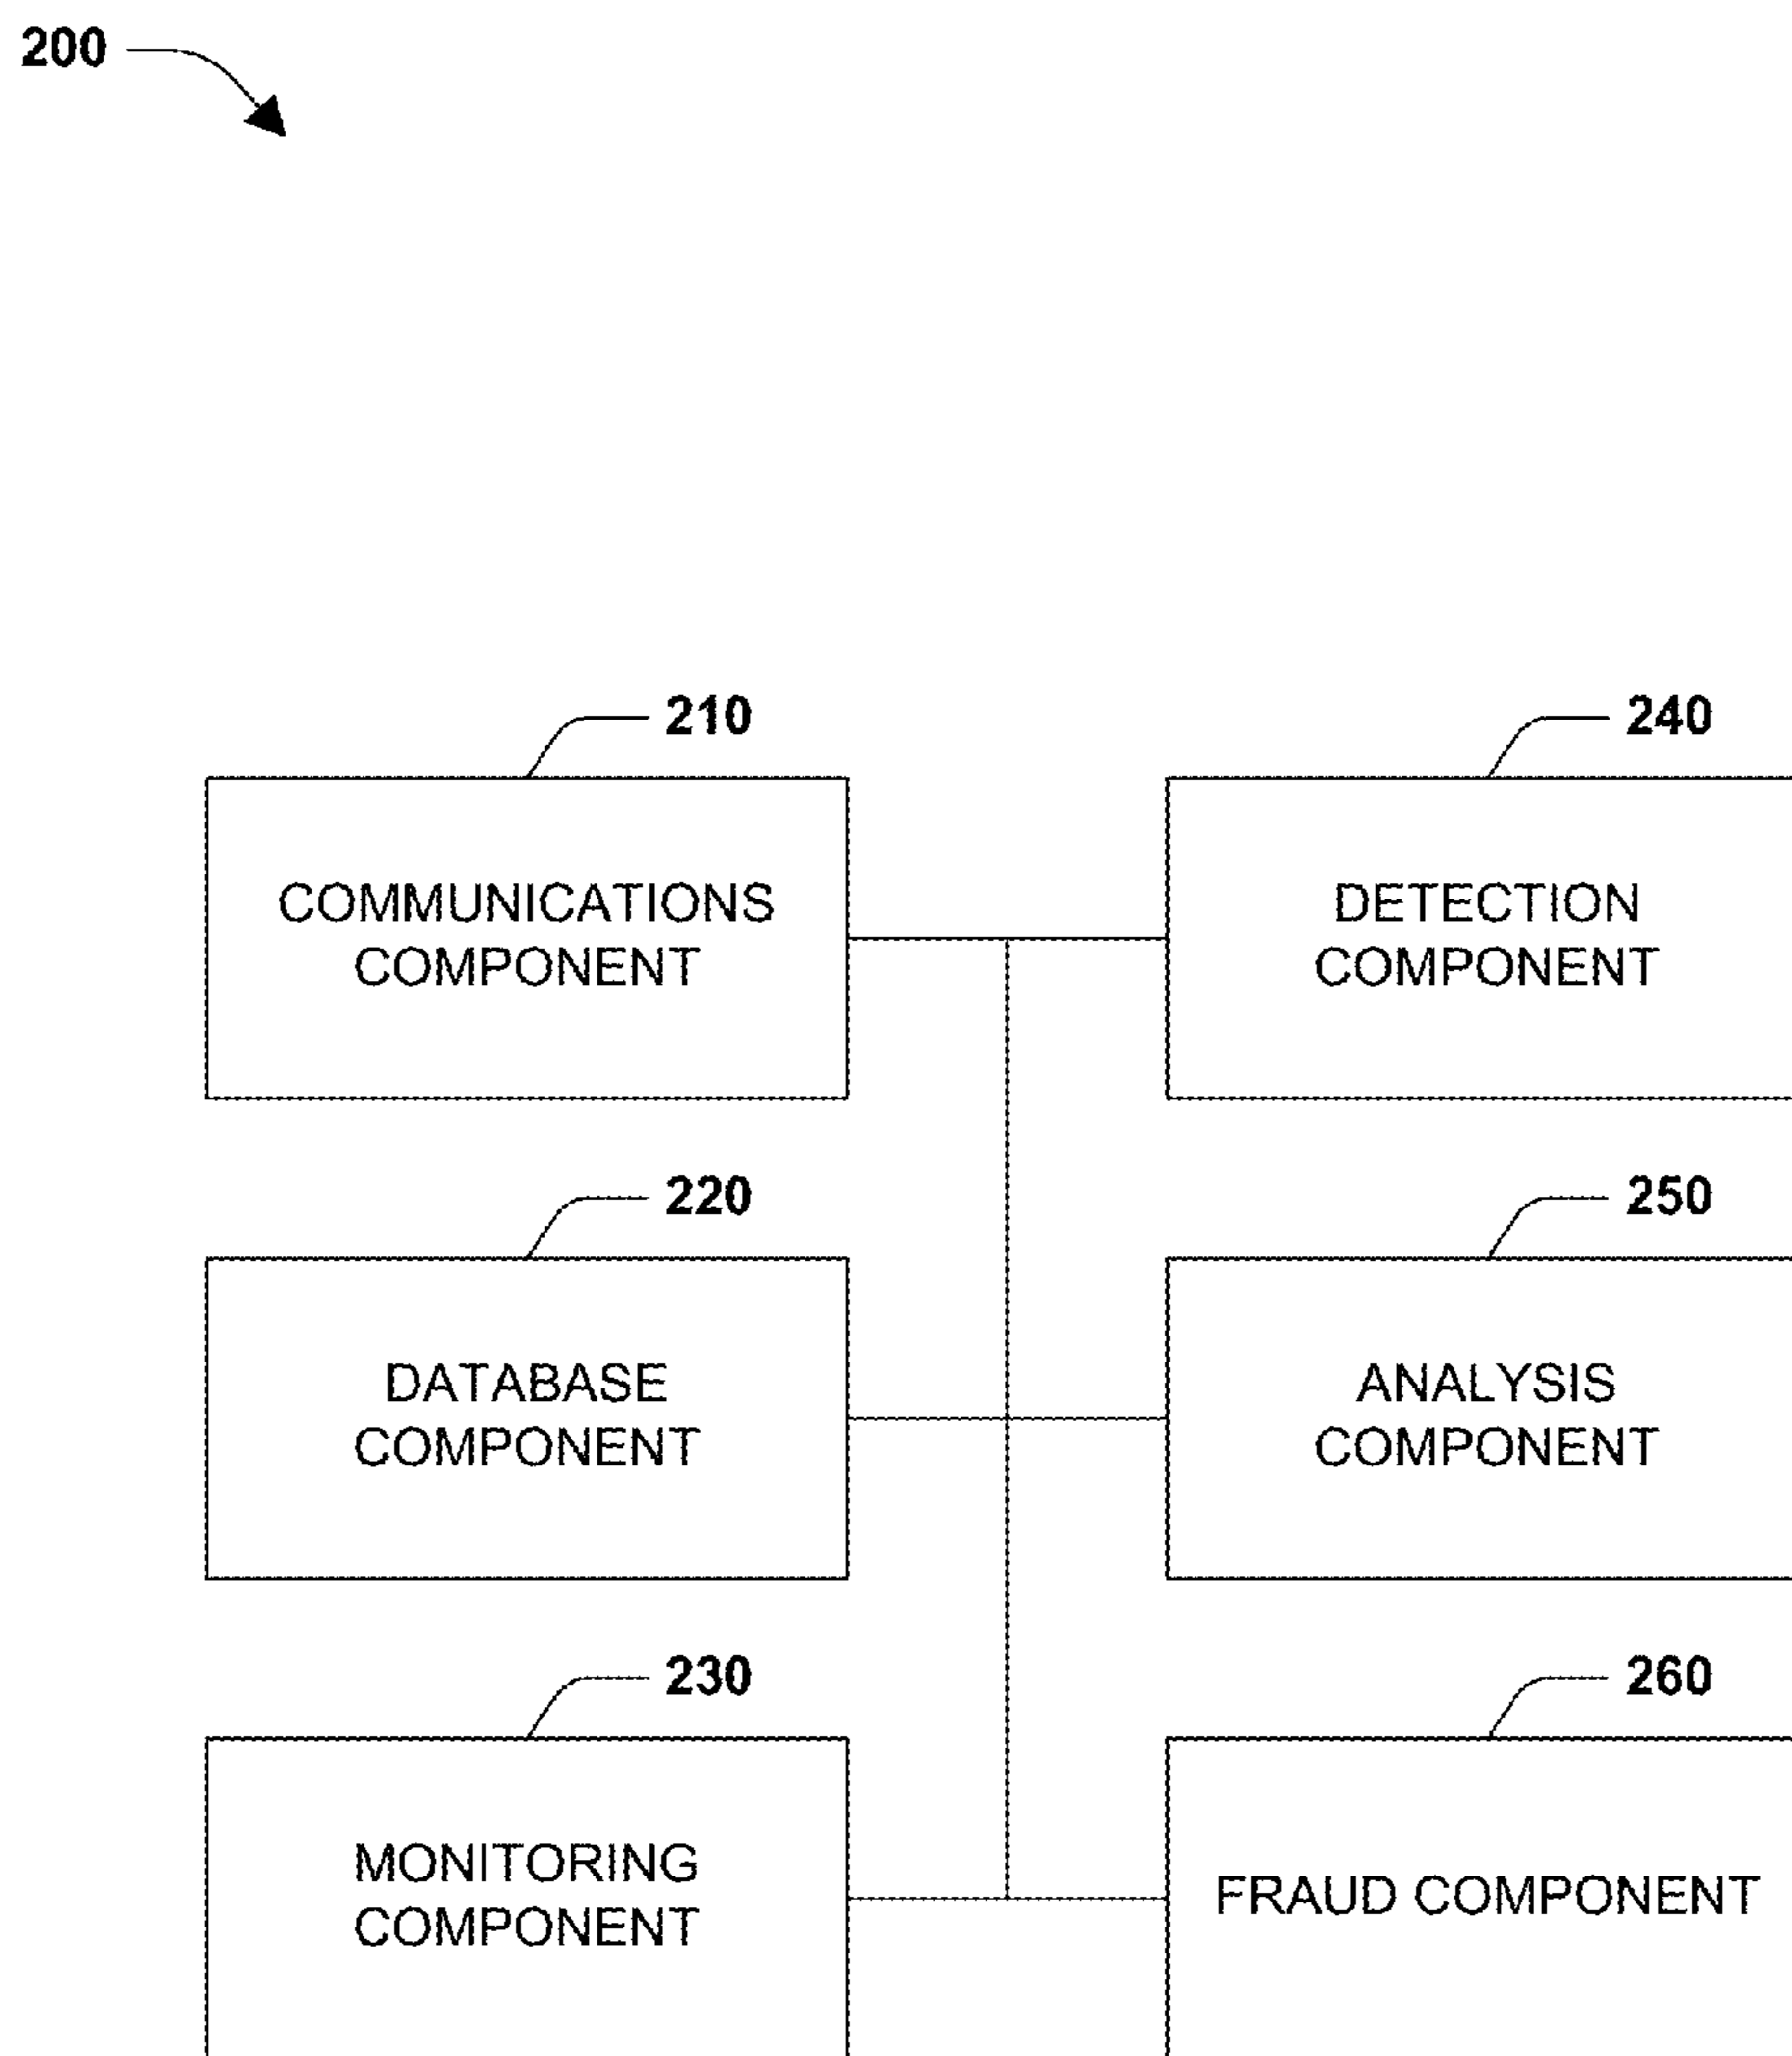 200
210
COMMUNICATIONS
COMPONENT
240
DETECTION
COMPONENT
220
DATABASE
COMPONENT
250
ANALYSIS
COMPONENT
230
MONITORING
COMPONENT
260
FRAUD COMPONENT